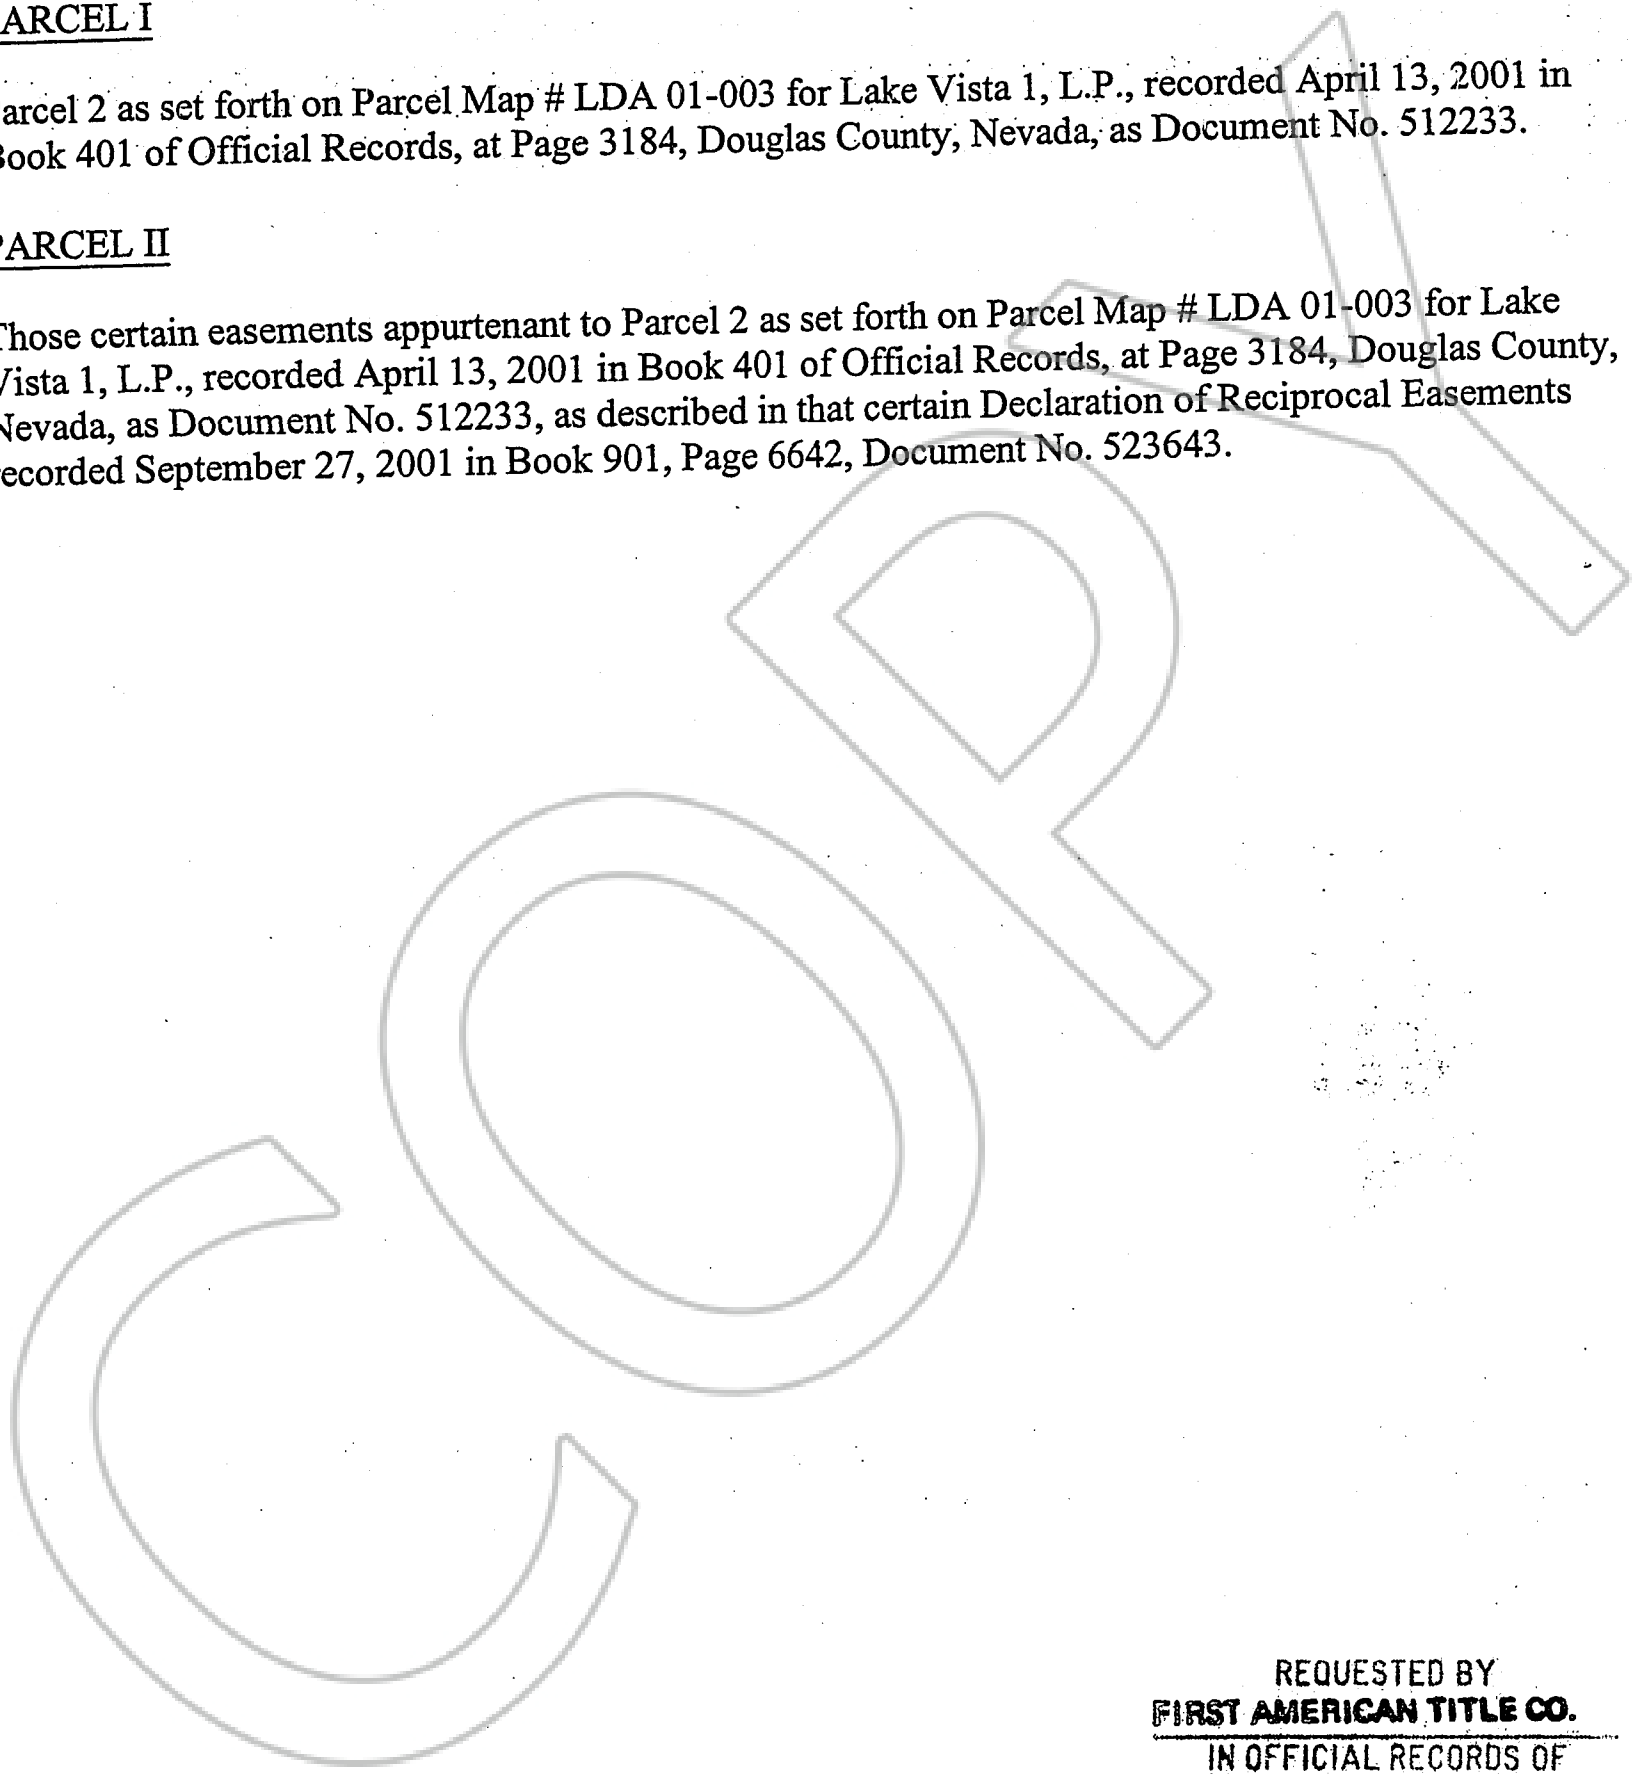 ARCEL I
arcel 2 as set forth on Parcel Map # LDA 01-003 for Lake Vista 1, L.P., recorded April 13, 2001 in
Book 401 of Official Records, at Page 3184, Douglas County, Nevada, as Document No. 512233.
PARCEL II
Those certain easements appurtenant to Parcel 2 as set forth on Parcel Map # LDA 01-003 for Lake
Vista 1, L.P., recorded April 13, 2001 in Book 401 of Official Records, at Page 3184, Douglas County,
Nevada, as Document No. 512233, as described in that certain Declaration of Reciprocal Easements
ecorded September 27, 2001 in Book 901, Page 6642, Document No. 523643.
COPY
REQUESTED BY
FIRST AMERICAN TITLE CO.
IN OFFICIAL RECORDS OF